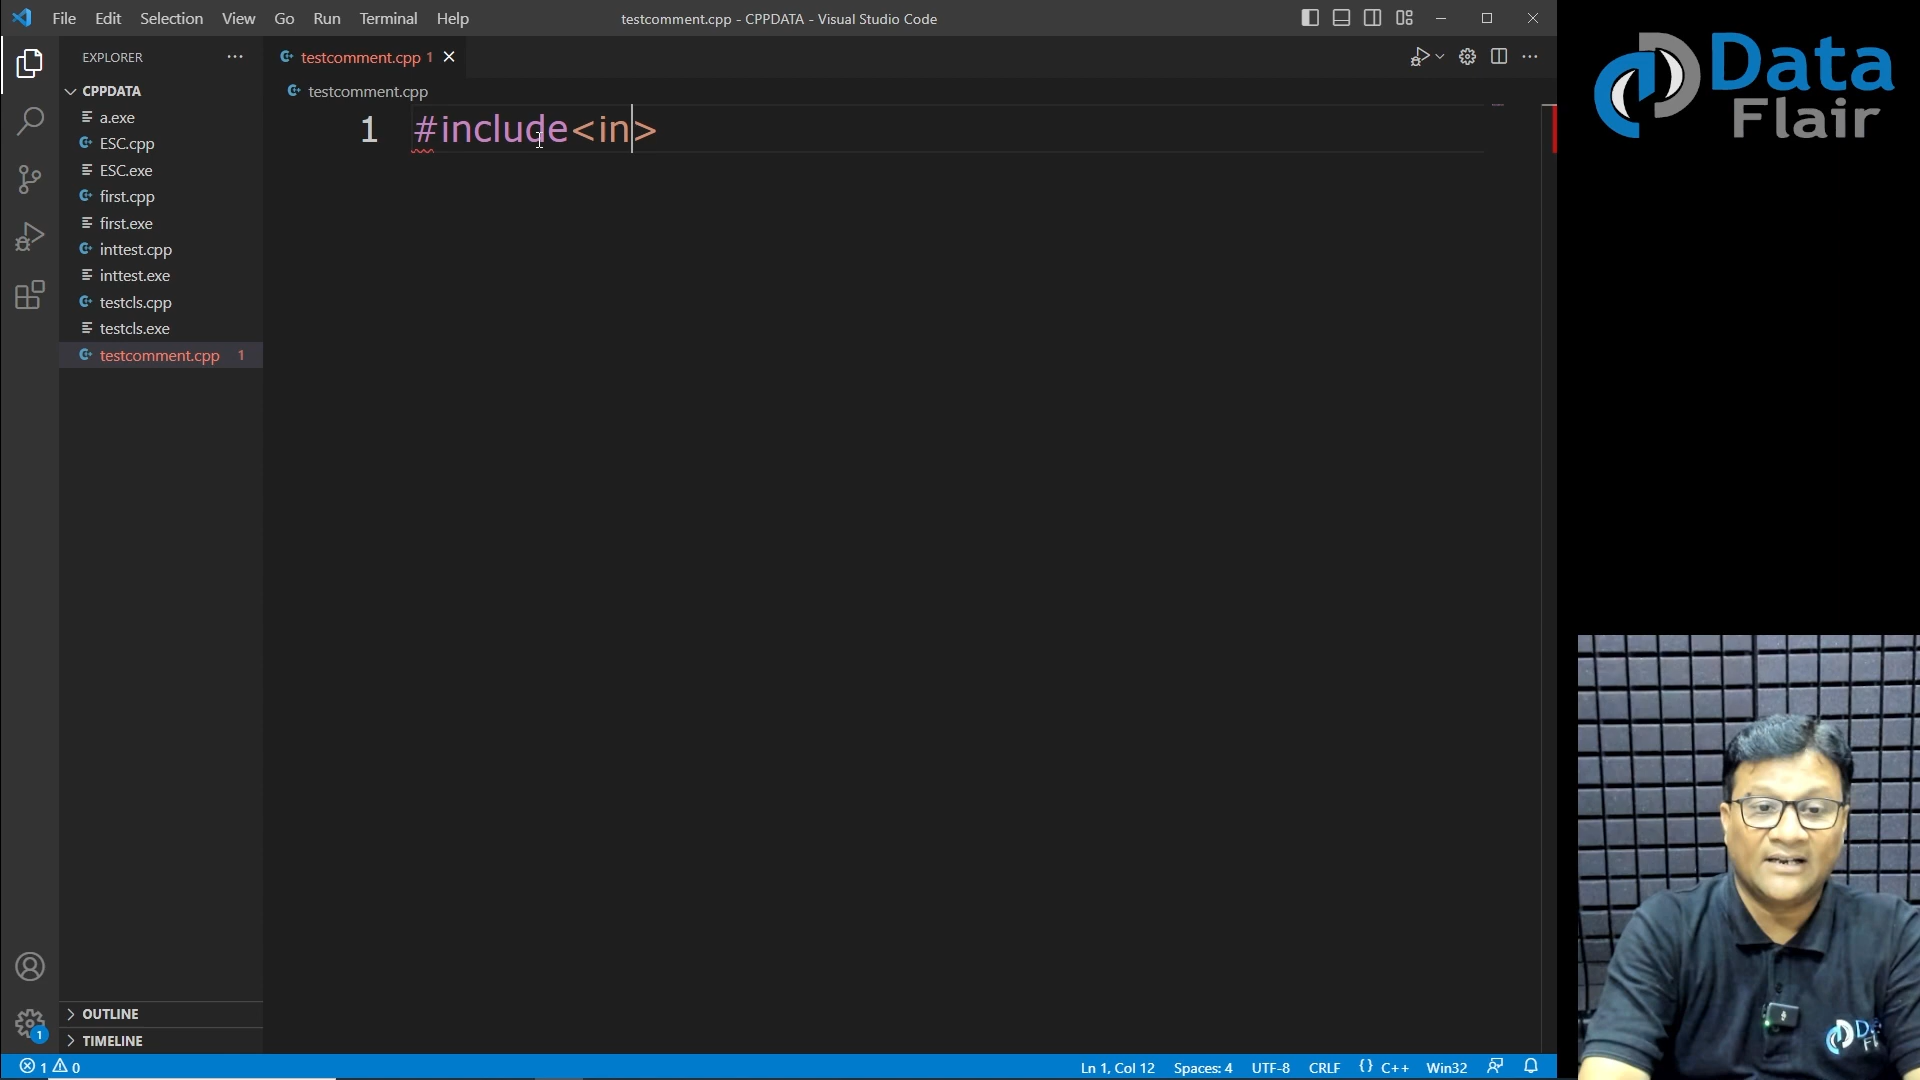 File Edit Selection View Go Run Terminal Help
testcomment.cpp - CPPDATA - Visual Studio Code
EXPLORER
testcomment.cpp 1
CPPDATA
testcomment.cpp
a.exe
ESC.cpp
ESC.exe
first.cpp
first.exe
inttest.cpp
inttest.exe
testcls.cpp
testcls.exe
testcomment.cpp 1
1 #include<in>
Data
Flair
OUTLINE
1
TIMELINE
1 0
Ln 1, Col 12 Spaces: 4 UTF-8 CRLF {} C++ Win32